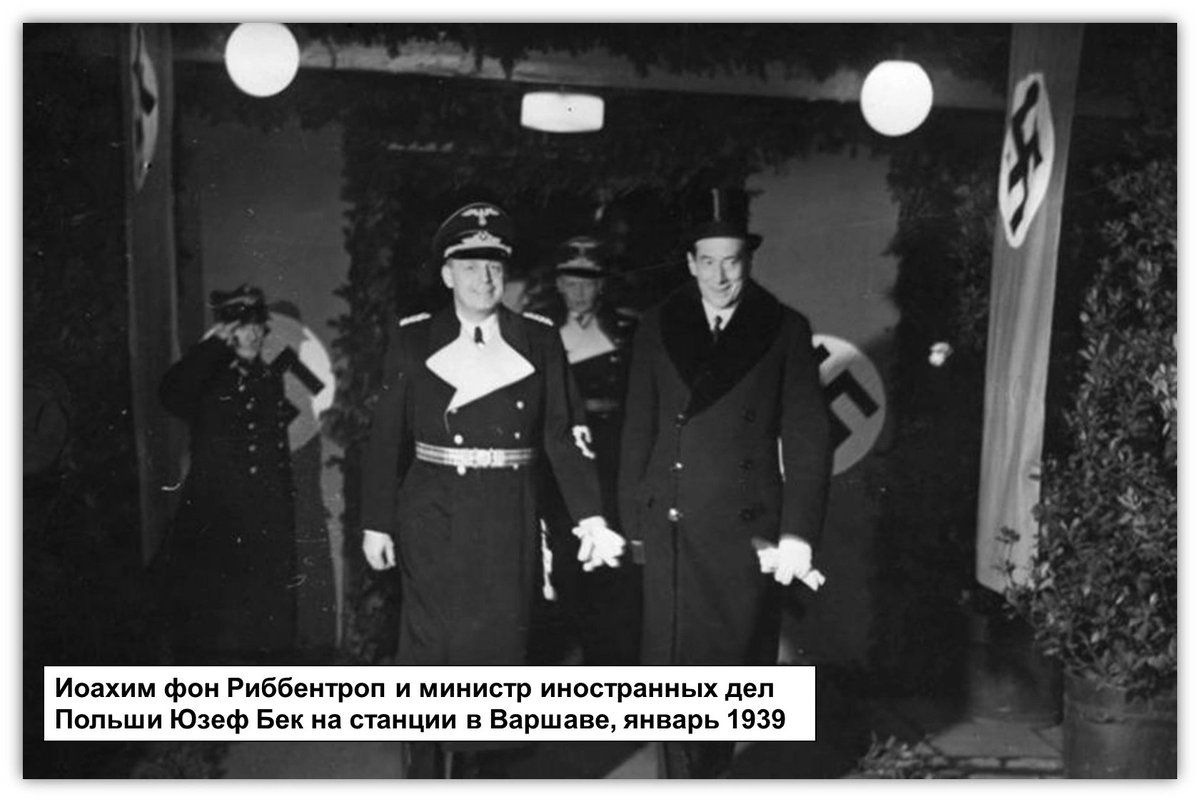 Иоахим фон Риббентроп и министр иностранных дел
Польши Юзеф Бек на станции в Варшаве, январь 1939